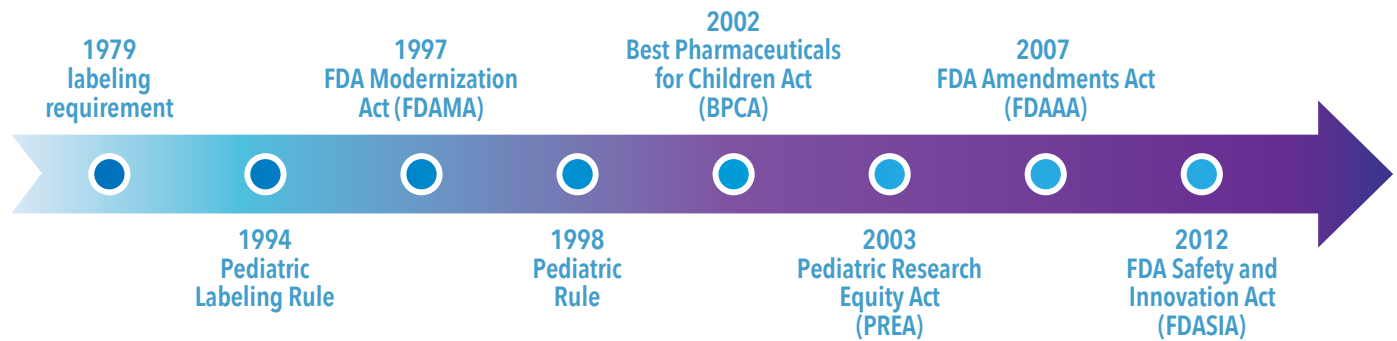 1979
labeling
requirement
1994
Pediatric
Labeling Rule
1997
FDA Modernization
Act (FDAMA)
1998
Pediatric
Rule
2002
Best Pharmaceuticals
for Children Act
(BPCA)
2003
Pediatric Research
Equity Act
(PREA)
2007
FDA Amendments Act
(FDAAA)
2012
FDA Safety and
Innovation Act
(FDASIA)